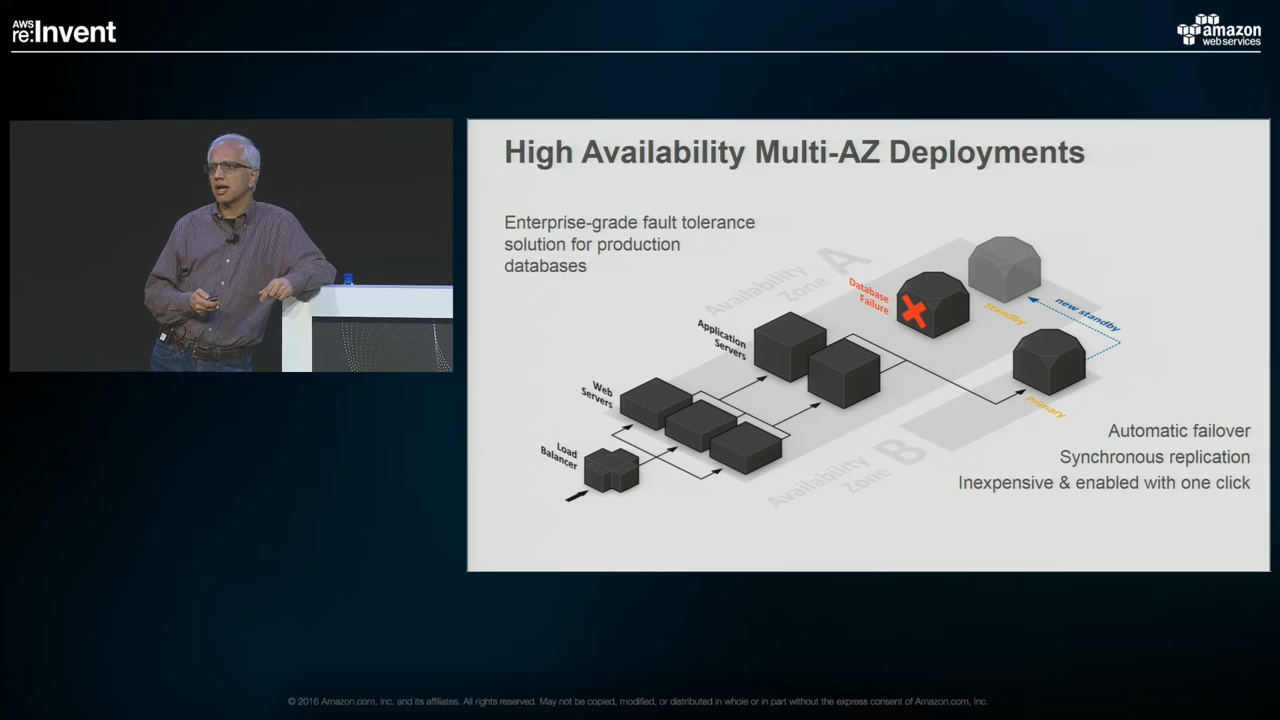 AWS
re:Invent
amazon
web services
High Availability Multi-AZ Deployments
Enterprise-grade fault tolerance
solution for production
databases
Availability
Zone A
Database
Failure
Standby
new standby
Application
Servers
Primary
Web
Servers
Load
Balancer
Availability
Zone B
Automatic failover
Synchronous replication
Inexpensive & enabled with one click
© 2016 Amazon.com, Inc. and its affiliates. All rights reserved. May not be copied, modified, or distributed in whole or in part without the express consent of Amazon.com, Inc.